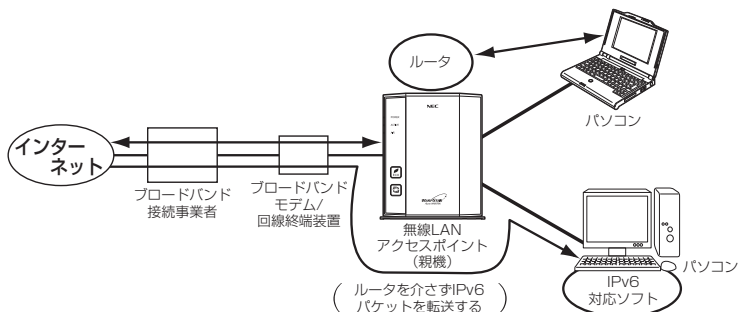 ルータ
NEC
パソコン
インター
ネット
ブロードバンド
接続事業者
ブロードバンド
モデム/
回線終端装置
無線LAN
アクセスポイント
(親機)
パソコン
IPv6
対応ソフト
ルータを介さずIPv6
パケットを転送する